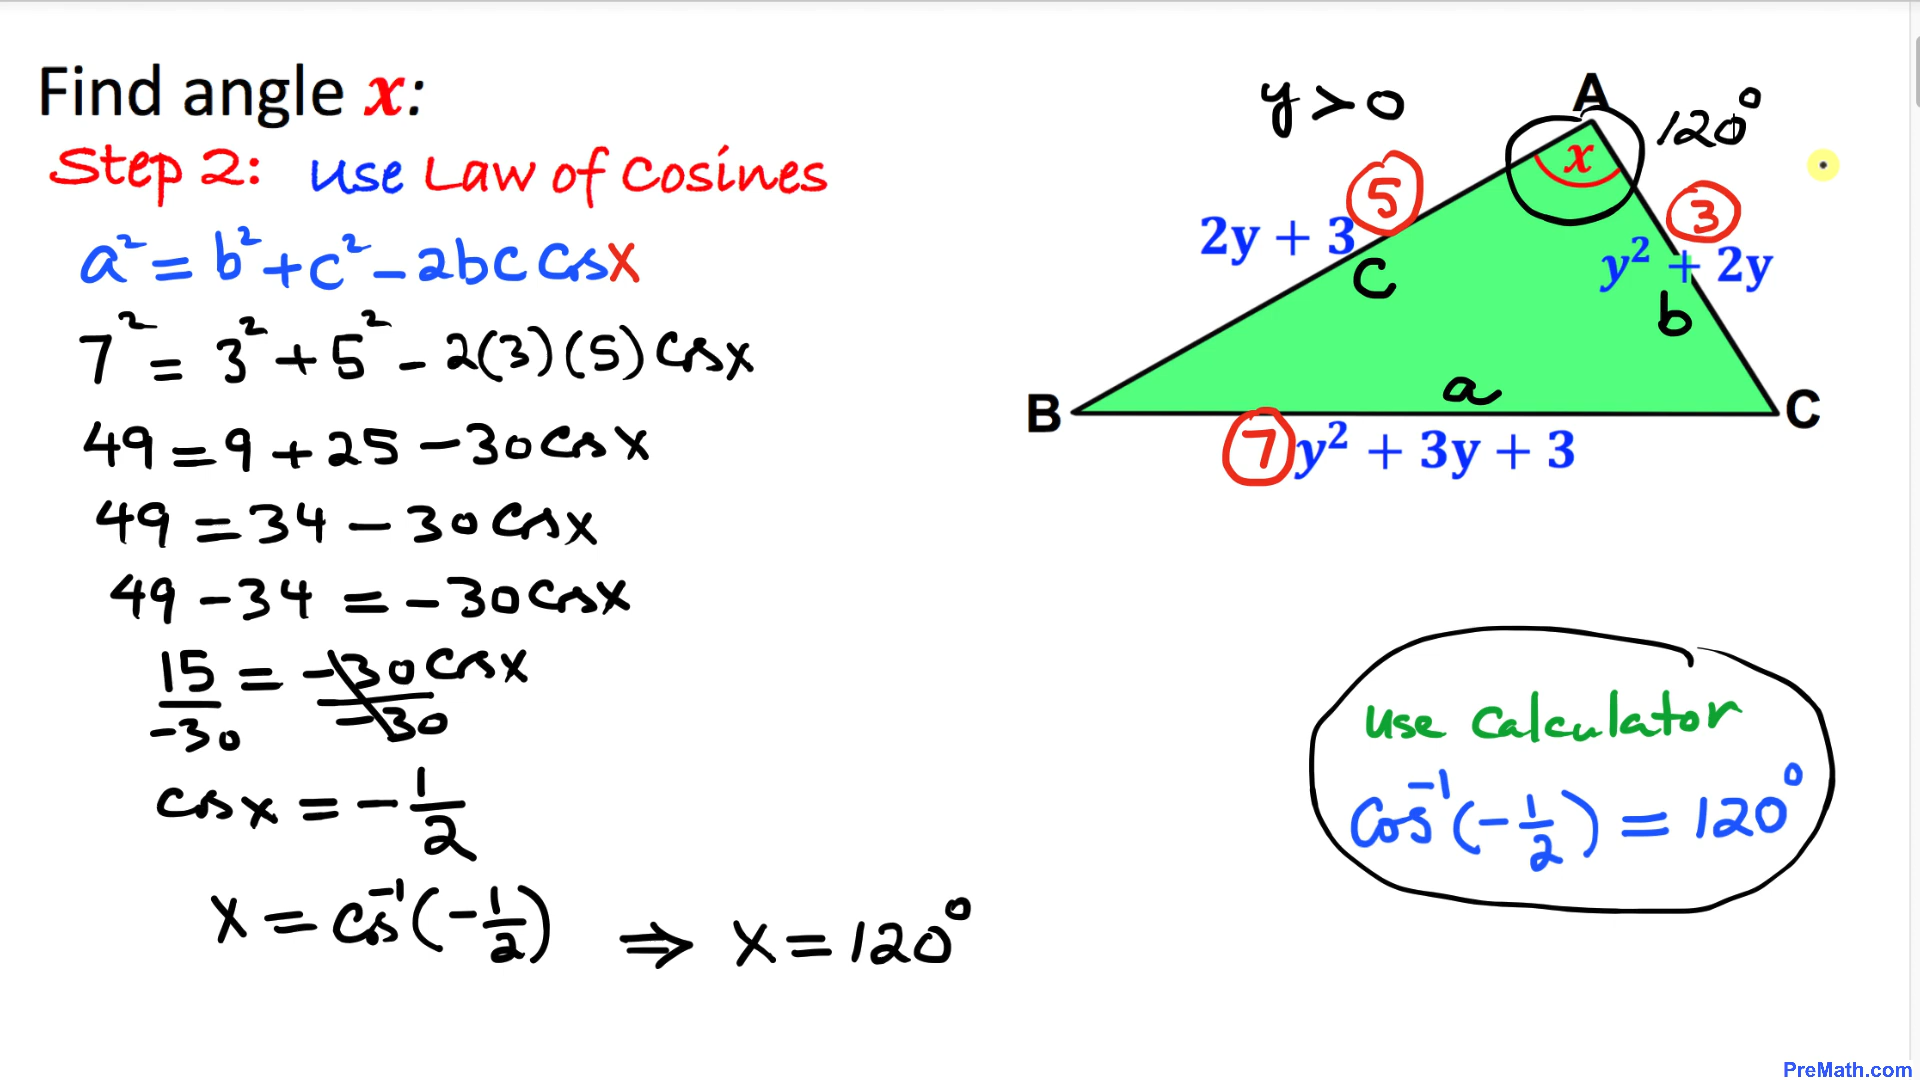 Find angle x:
Step 2: use Law of Cosines
a² = b² + c² - 2bc cos x
7² = 3² + 5² - 2(3)(5) cos x
49 = 9 + 25 - 30 cos x
49 = 34 - 30 cos x
49 - 34 = -30 cos x
15/-30 = -30 cos x/-30
cos x = -1/2
x = cos⁻¹(-1/2) ⇒ x = 120°
y > 0
A
120°
x
5
3
2y + 3
y² + 2y
c
b
a
B
C
7
y² + 3y + 3
use Calculator
cos⁻¹(-1/2) = 120°
PreMath.com